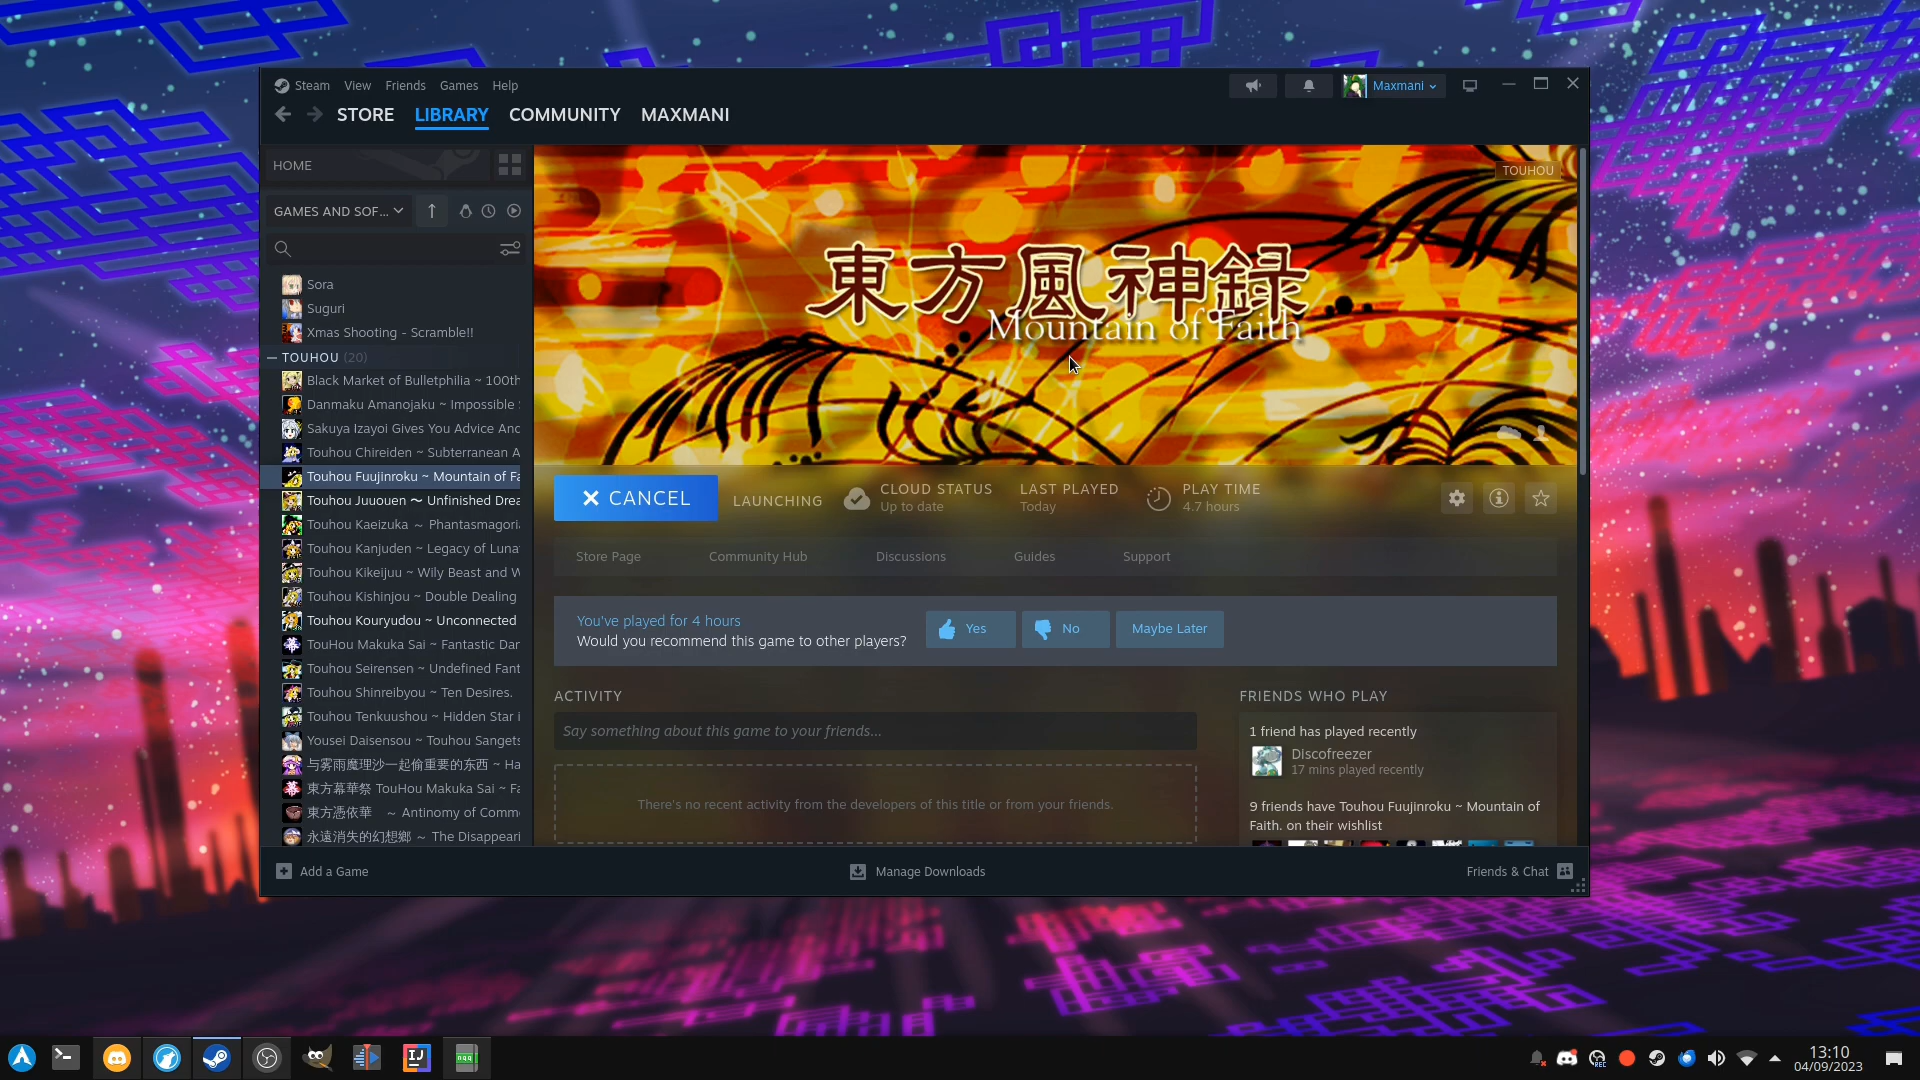 Steam View Friends Games Help
Maxmani
STORE LIBRARY COMMUNITY MAXMANI
HOME
TOUHOU
GAMES AND SOF...
東方風神録
Mountain of Faith
Sora
Suguri
Xmas Shooting - Scramble!!
TOUHOU (20)
Black Market of Bulletphilia ~ 100th
Danmaku Amanojaku ~ Impossible
Sakuya Izayoi Gives You Advice And
Touhou Chireiden ~ Subterranean A
Touhou Fuujinroku ~ Mountain of Fa
Touhou Juuouen 〜 Unfinished Drea
Touhou Kaeizuka ～ Phantasmagoria
Touhou Kanjuden ~ Legacy of Luna
Touhou Kikeijuu ~ Wily Beast and W
Touhou Kishinjou ~ Double Dealing
Touhou Kouryudou ~ Unconnected
TouHou Makuka Sai ~ Fantastic Dan
Touhou Seirensen ~ Undefined Fant
Touhou Shinreibyou ~ Ten Desires.
Touhou Tenkuushou ~ Hidden Star i
Yousei Daisensou ~ Touhou Sangets
与雾雨魔理沙一起偷重要的东西 ~ Ha
東方幕華祭 TouHou Makuka Sai ~ Fa
東方憑依華　～ Antinomy of Comm
永遠消失的幻想鄉 ～ The Disappeari
CANCEL
LAUNCHING
CLOUD STATUS
Up to date
LAST PLAYED
Today
PLAY TIME
4.7 hours
Store Page Community Hub Discussions Guides Support
You've played for 4 hours
Would you recommend this game to other players?
Yes No Maybe Later
ACTIVITY
Say something about this game to your friends...
There's no recent activity from the developers of this title or from your friends.
FRIENDS WHO PLAY
1 friend has played recently
Discofreezer
17 mins played recently
9 friends have Touhou Fuujinroku ~ Mountain of
Faith. on their wishlist
Add a Game
Manage Downloads
Friends & Chat
IJ
nqq
REC
13:10
04/09/2023